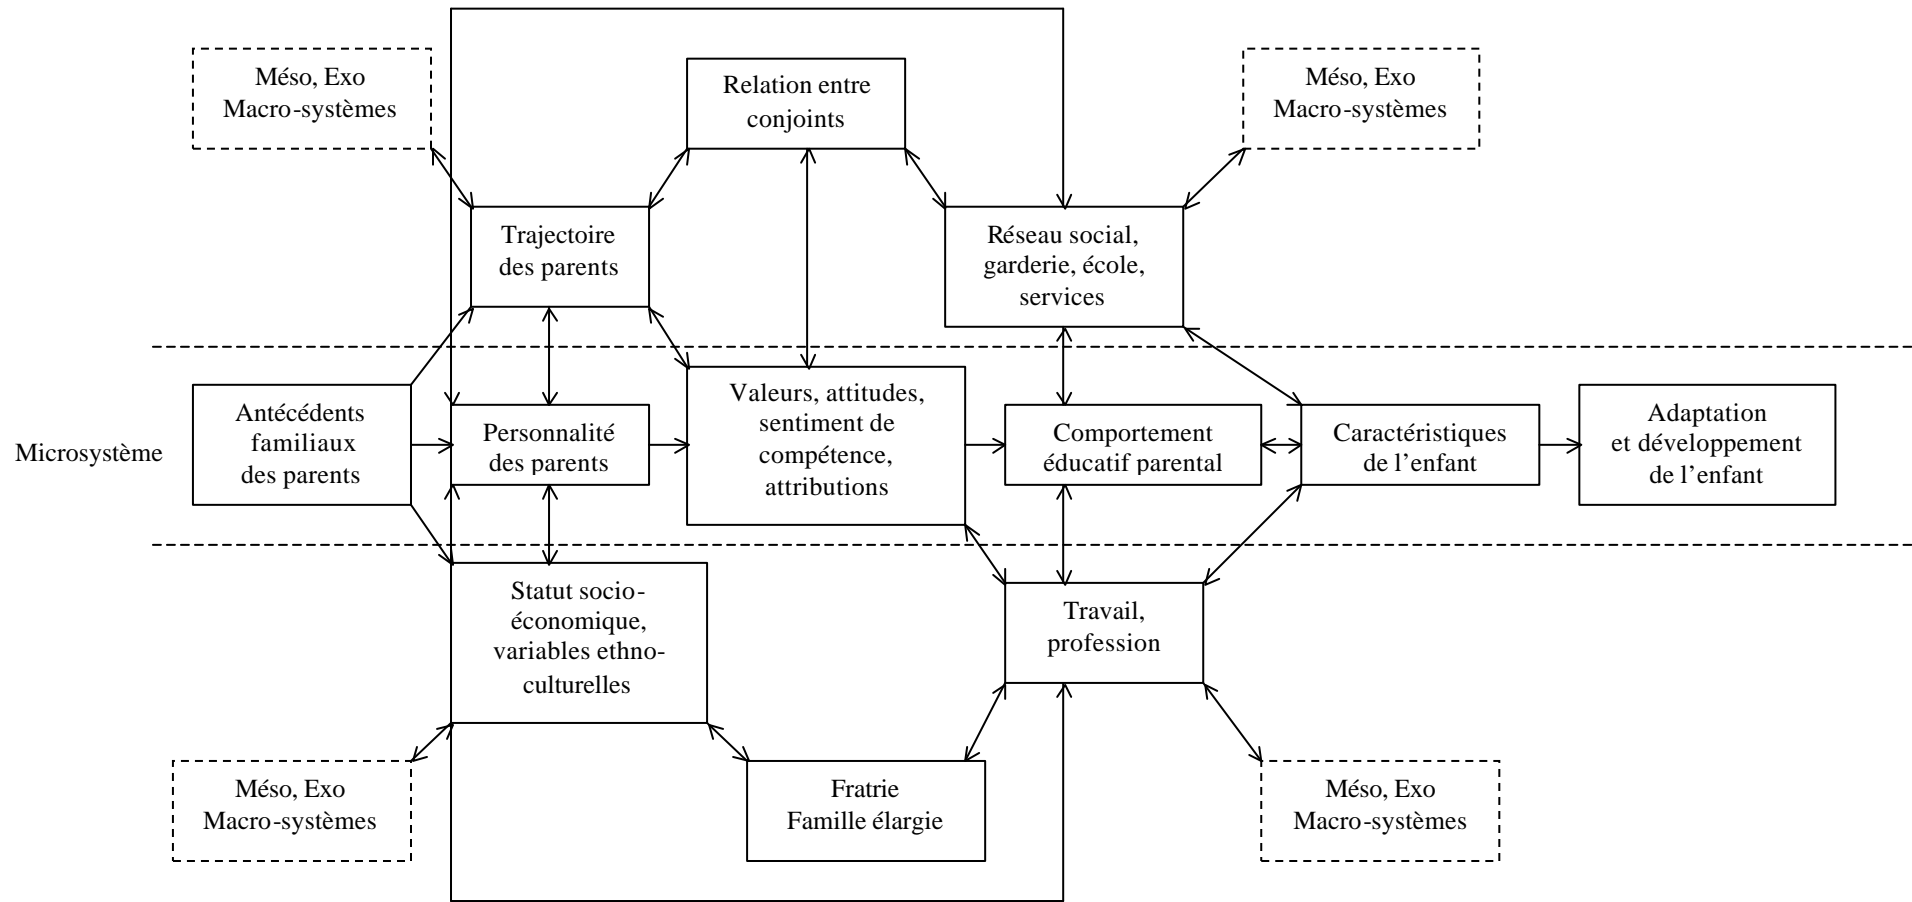 Méso, Exo
Macro-systèmes
Relation entre
conjoints
Méso, Exo
Macro-systèmes
Trajectoire
des parents
Réseau social,
garderie, école,
services
Microsystème
Antécédents
familiaux
des parents
Personnalité
des parents
Valeurs, attitudes,
sentiment de
compétence,
attributions
Comportement
éducatif parental
Caractéristiques
de l’enfant
Adaptation
et développement
de l’enfant
Statut socio-
économique,
variables ethno-
culturelles
Travail,
profession
Méso, Exo
Macro-systèmes
Fratrie
Famille élargie
Méso, Exo
Macro-systèmes